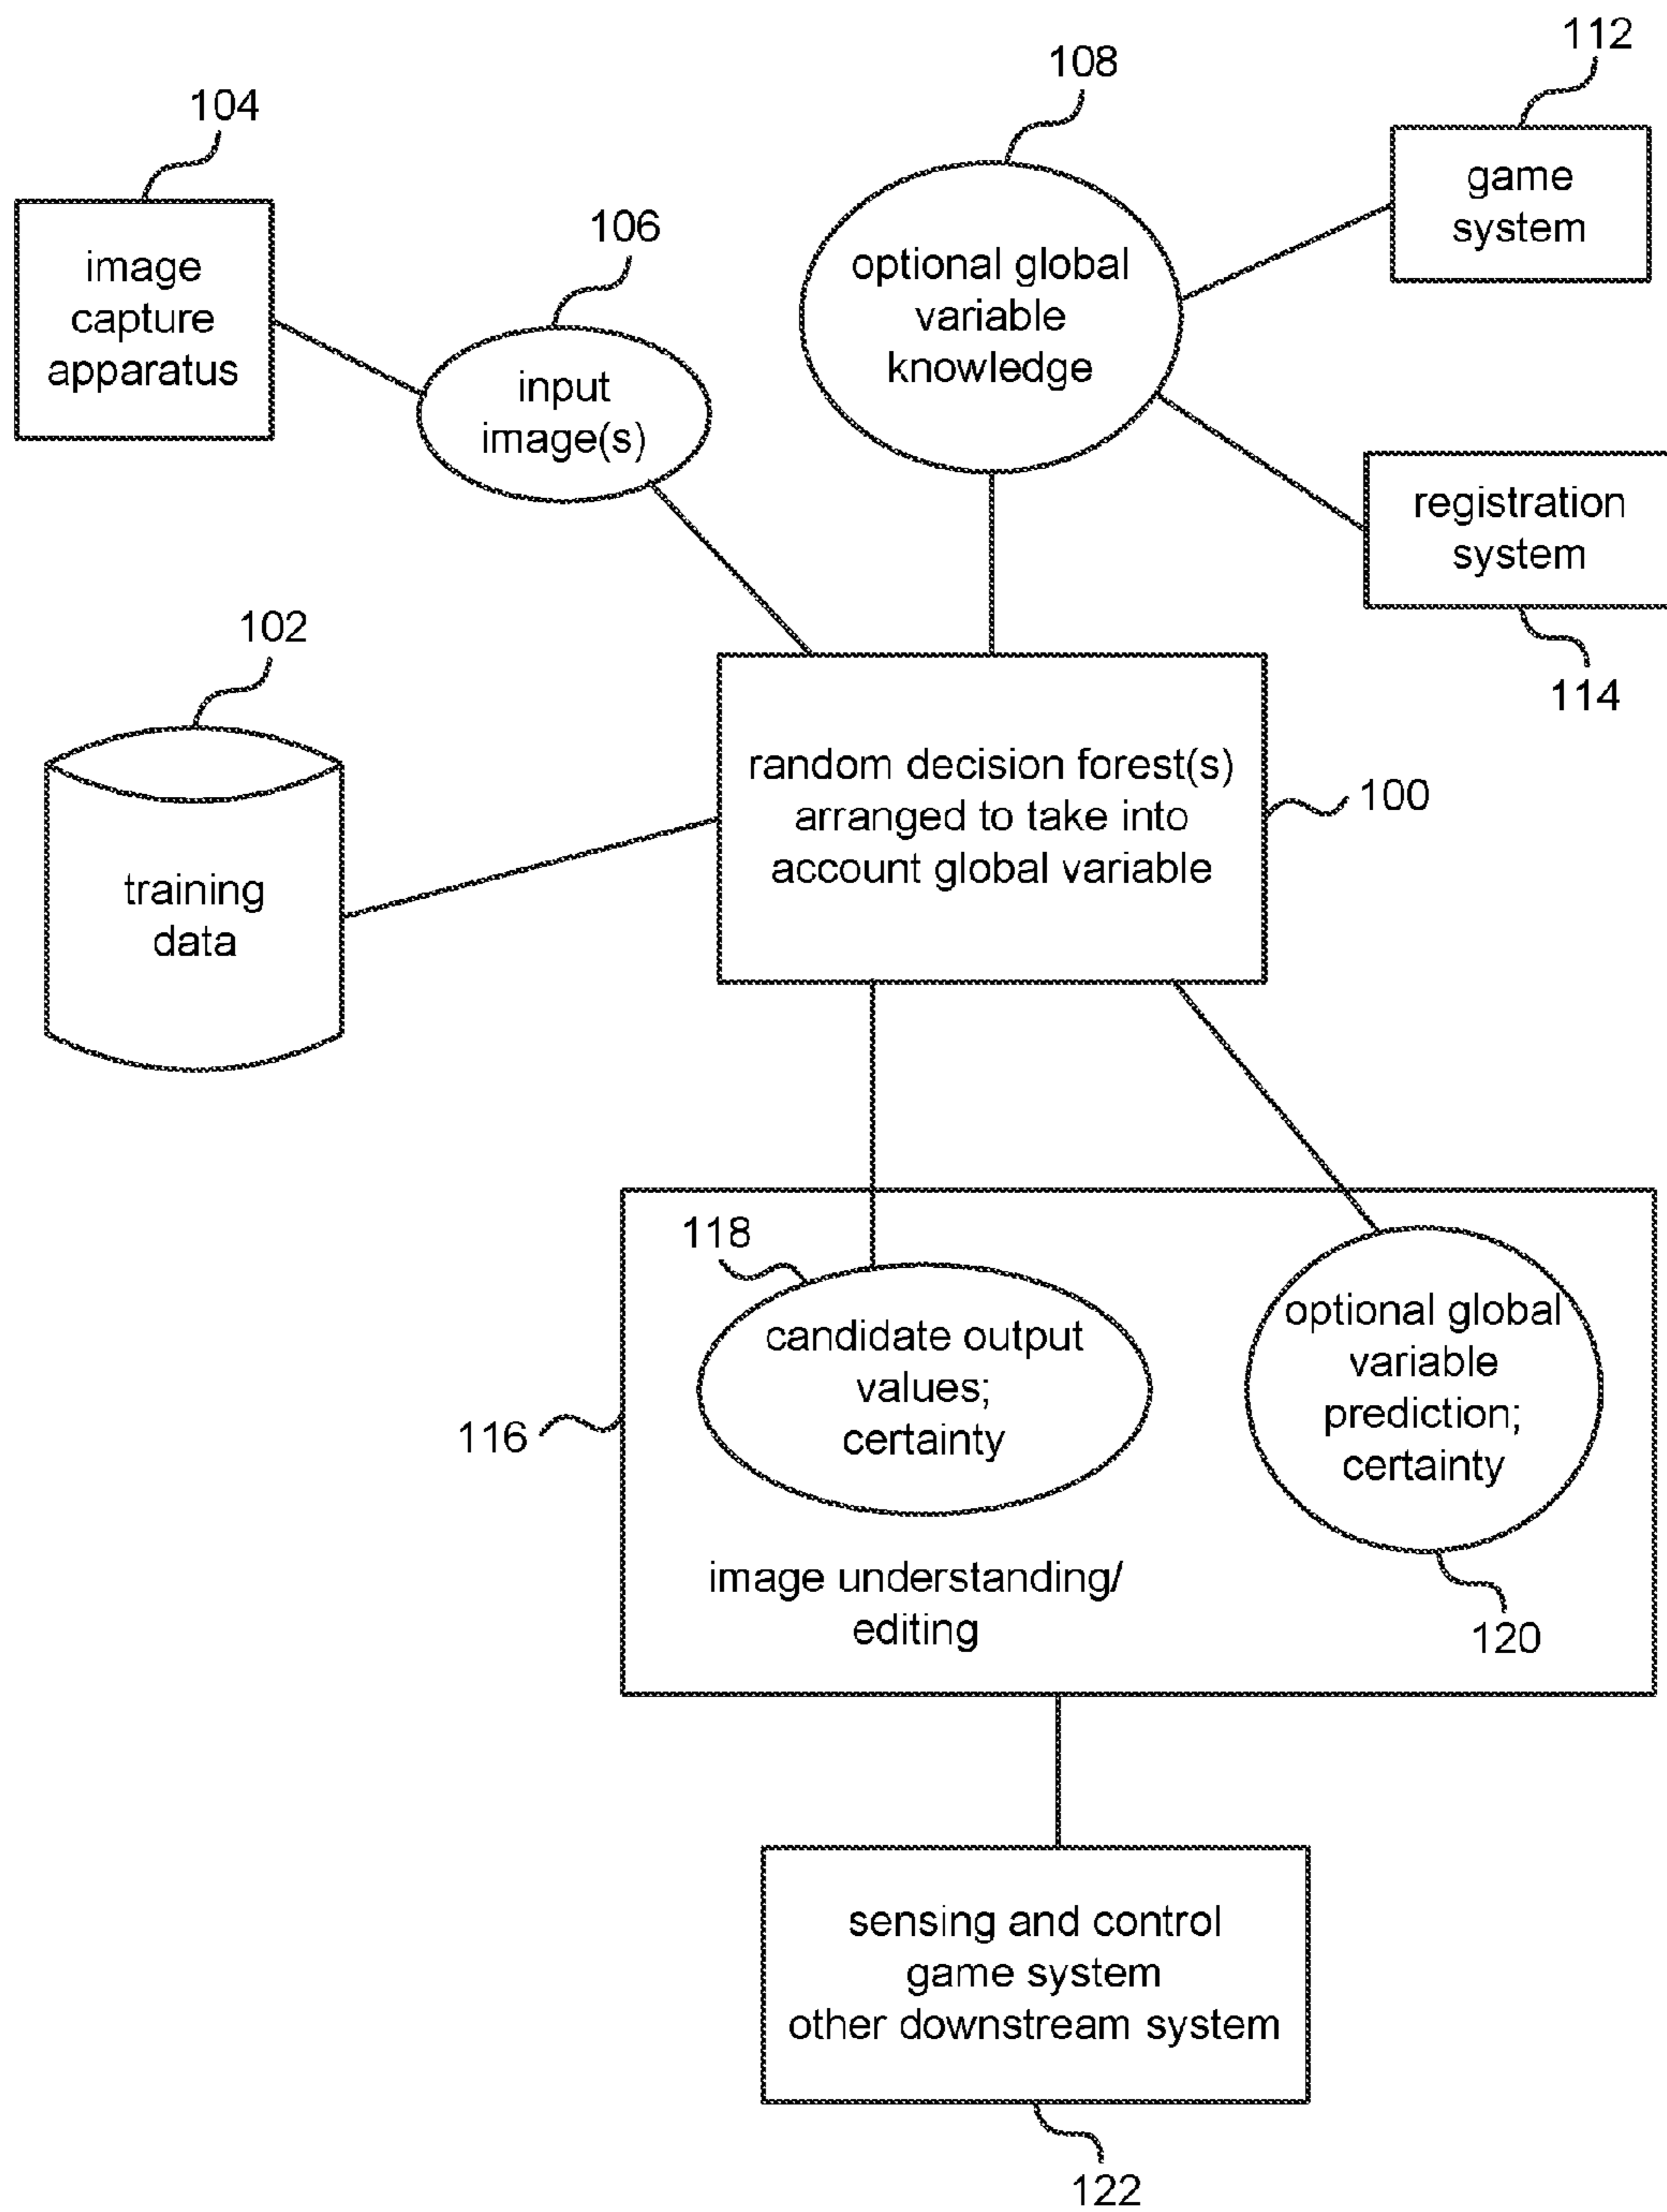 112
108
104
game
system
106
image
capture
apparatus
optional global
variable
knowledge
input
image(s)
registration
system
102
114
random decision forest(s)
arranged to take into
account global variable
100
training
data
118
candidate output
values;
certainty
optional global
variable
prediction;
certainty
116
image understanding/
editing
120
sensing and control
game system
other downstream system
122